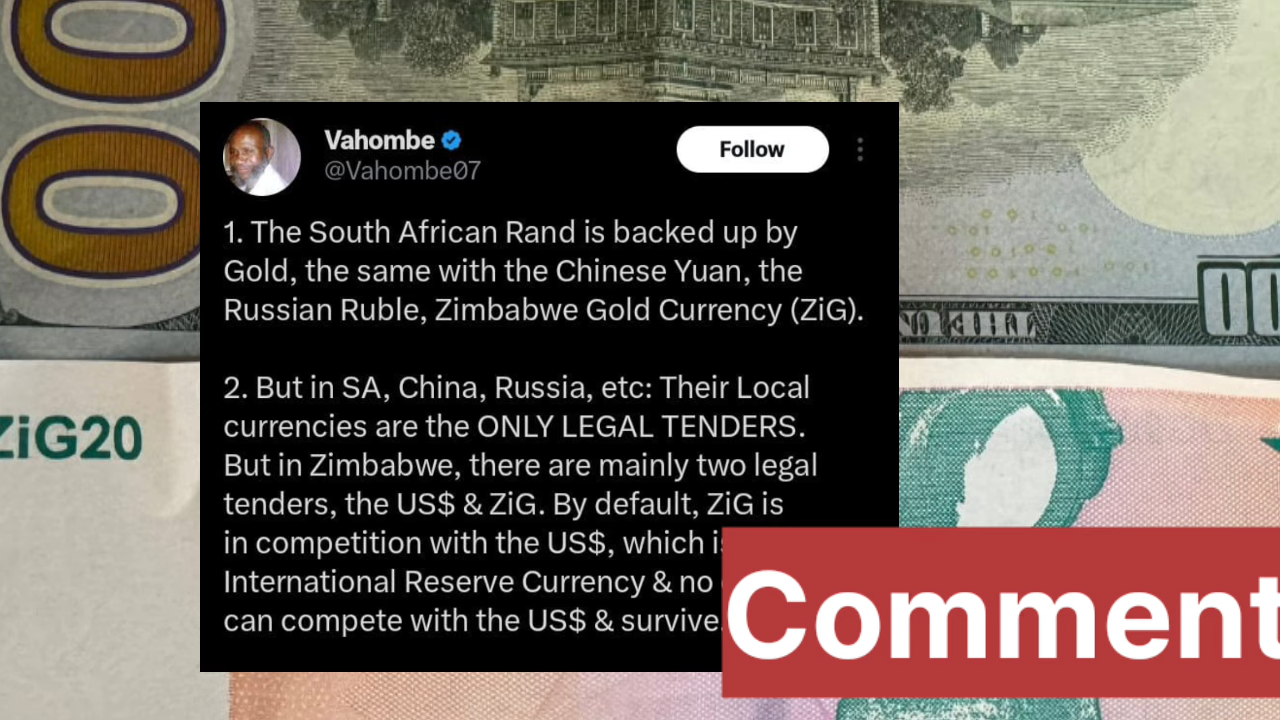 Vahombe
@Vahombe07
Follow
1. The South African Rand is backed up by
Gold, the same with the Chinese Yuan, the
Russian Ruble, Zimbabwe Gold Currency (ZiG).
2. But in SA, China, Russia, etc: Their Local
currencies are the ONLY LEGAL TENDERS.
But in Zimbabwe, there are mainly two legal
tenders, the US$ & ZiG. By default, ZiG is
in competition with the US$, which
International Reserve Currency & no
can compete with the US$ & survive.
Comment
ZiG20
00
00